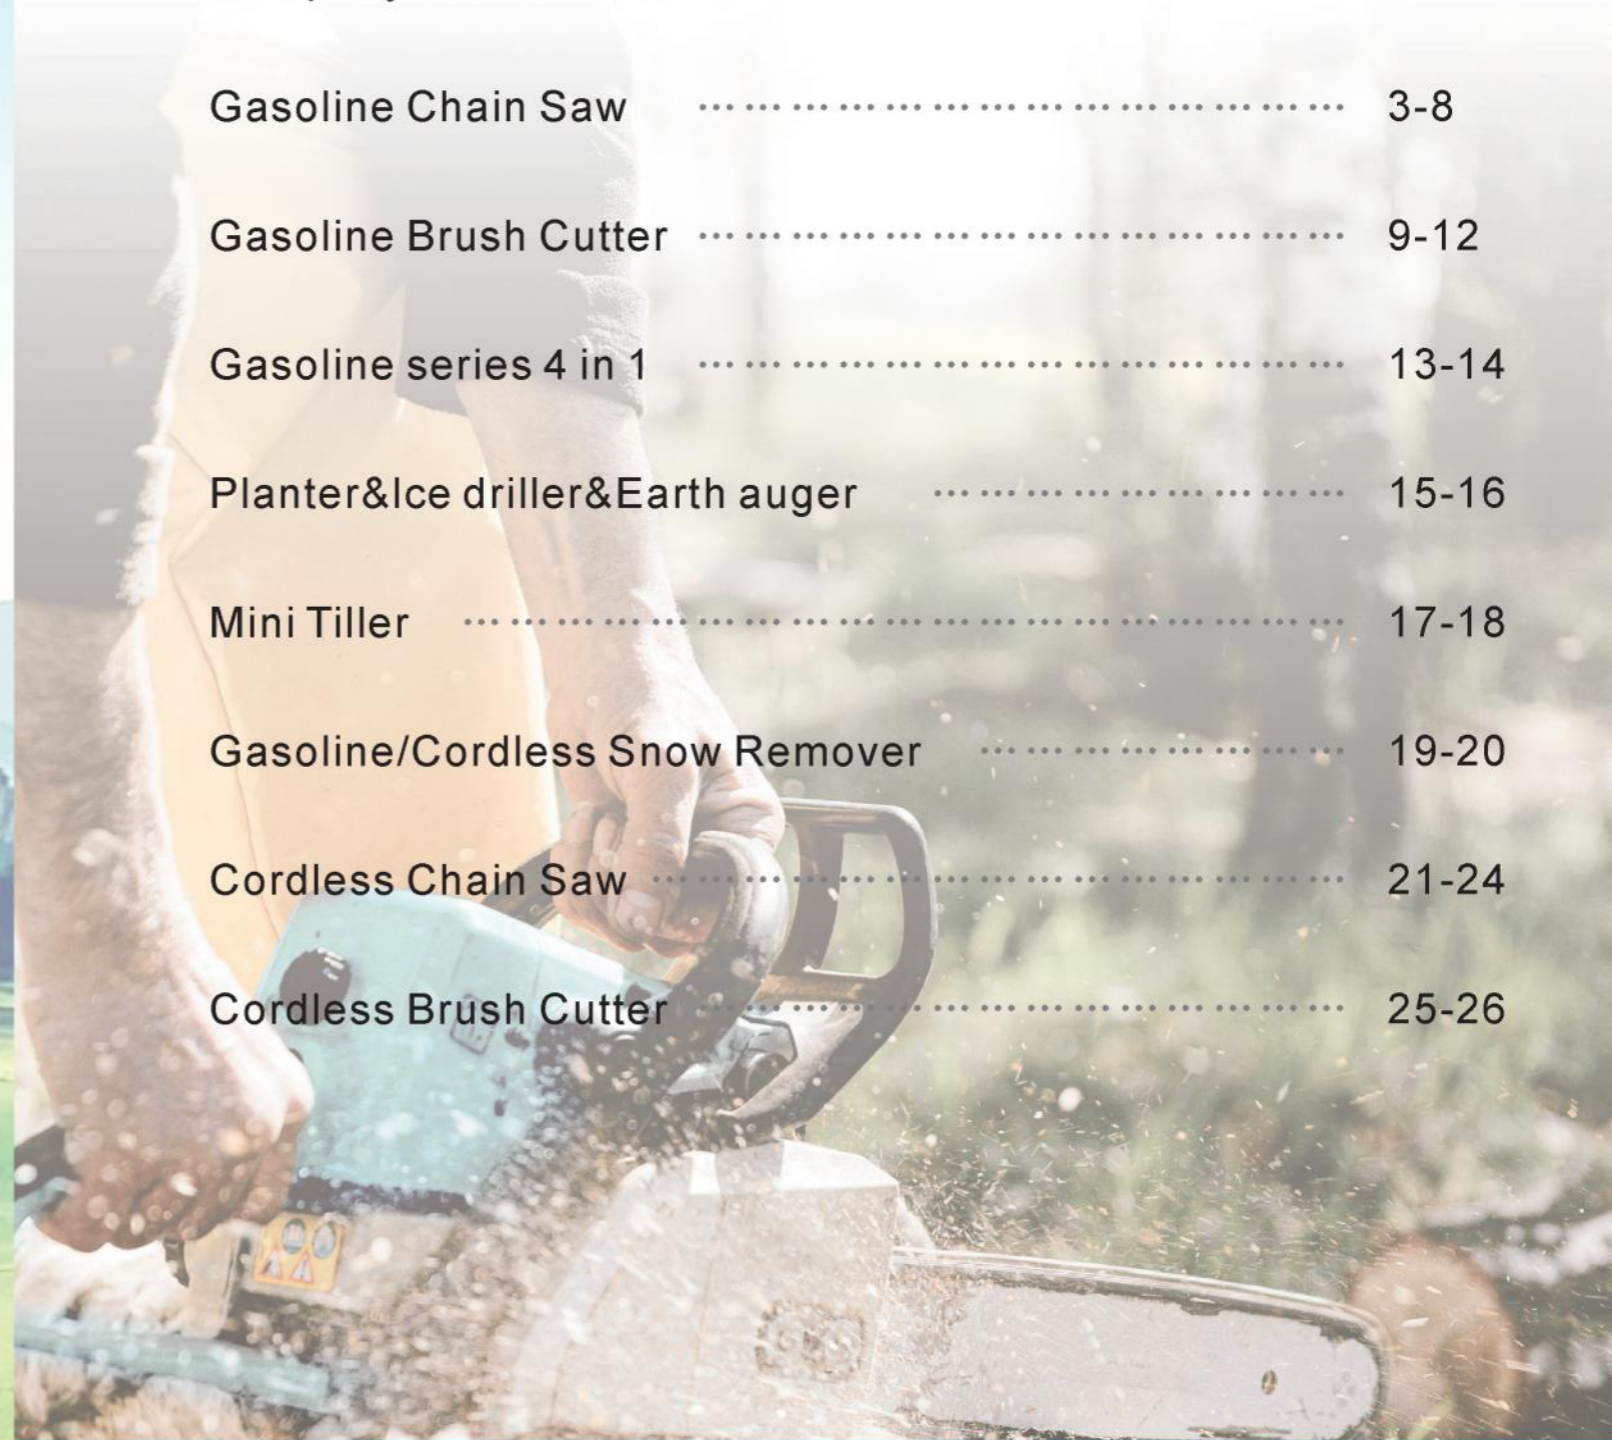 Gasoline Chain Saw … … … … … … … … … … … … … … 3-8
Gasoline Brush Cutter … … … … … … … … … … … … … … 9-12
Gasoline series 4 in 1 … … … … … … … … … … … … … … 13-14
Planter&Ice driller&Earth auger … … … … … … … … … 15-16
Mini Tiller … … … … … … … … … … … … … … … … … … … 17-18
Gasoline/Cordless Snow Remover … … … … … … … … 19-20
Cordless Chain Saw … … … … … … … … … … … … … … … 21-24
Cordless Brush Cutter … … … … … … … … … … … … … … 25-26